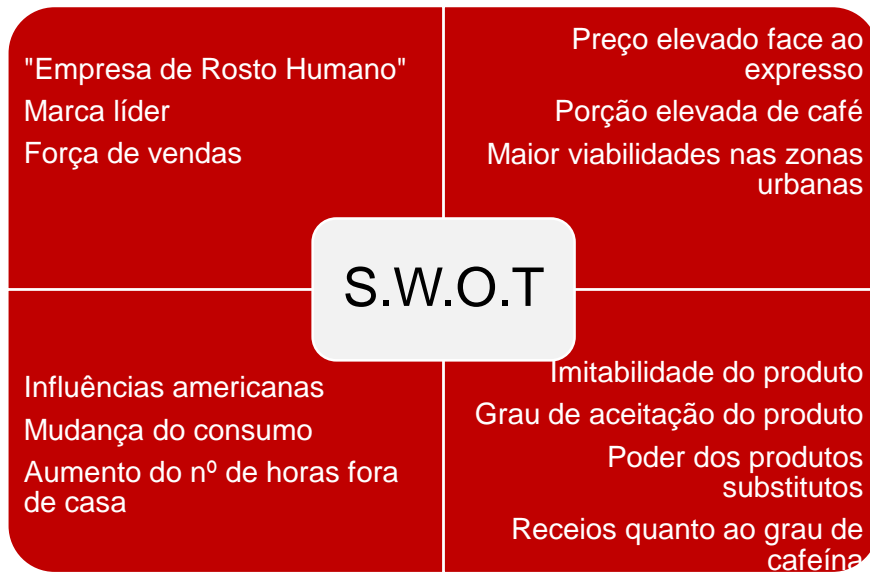 "Empresa de Rosto Humano"
Marca líder
Força de vendas
Preço elevado face ao
expresso
Porção elevada de café
Maior viabilidades nas zonas
urbanas
S.W.O.T
Influências americanas
Mudança do consumo
Aumento do nº de horas fora
de casa
Imitabilidade do produto
Grau de aceitação do produto
Poder dos produtos
substitutos
Receios quanto ao grau de
cafeína